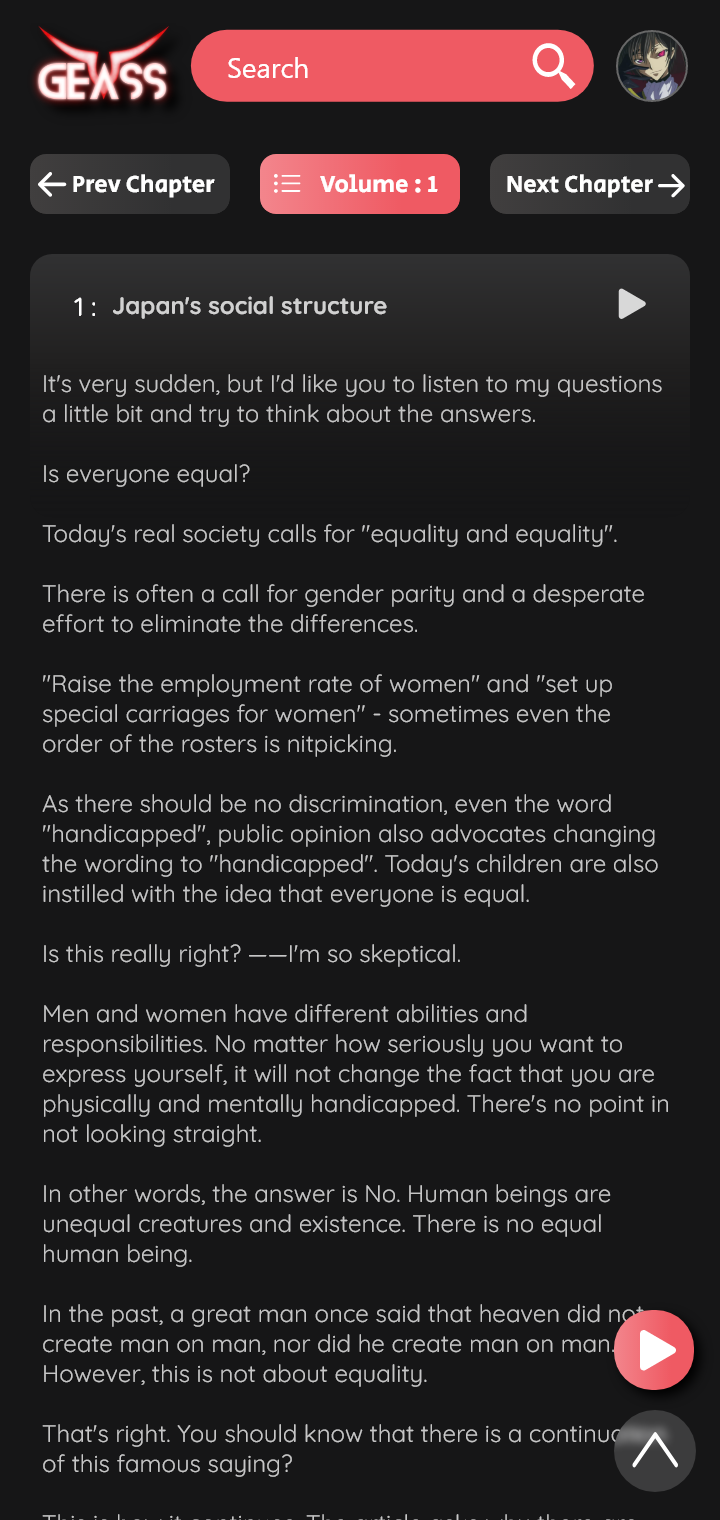 GEASS
Search
Prev Chapter
Volume : 1
Next Chapter
1 : Japan's social structure
It's very sudden, but I'd like you to listen to my questions
a little bit and try to think about the answers.
Is everyone equal?
Today's real society calls for "equality and equality".
There is often a call for gender parity and a desperate
effort to eliminate the differences.
"Raise the employment rate of women" and "set up
special carriages for women" - sometimes even the
order of the rosters is nitpicking.
As there should be no discrimination, even the word
"handicapped", public opinion also advocates changing
the wording to "handicapped". Today's children are also
instilled with the idea that everyone is equal.
Is this really right? ——I'm so skeptical.
Men and women have different abilities and
responsibilities. No matter how seriously you want to
express yourself, it will not change the fact that you are
physically and mentally handicapped. There's no point in
not looking straight.
In other words, the answer is No. Human beings are
unequal creatures and existence. There is no equal
human being.
In the past, a great man once said that heaven did not
create man on man, nor did he create man on man.
However, this is not about equality.
That's right. You should know that there is a
of this famous saying?